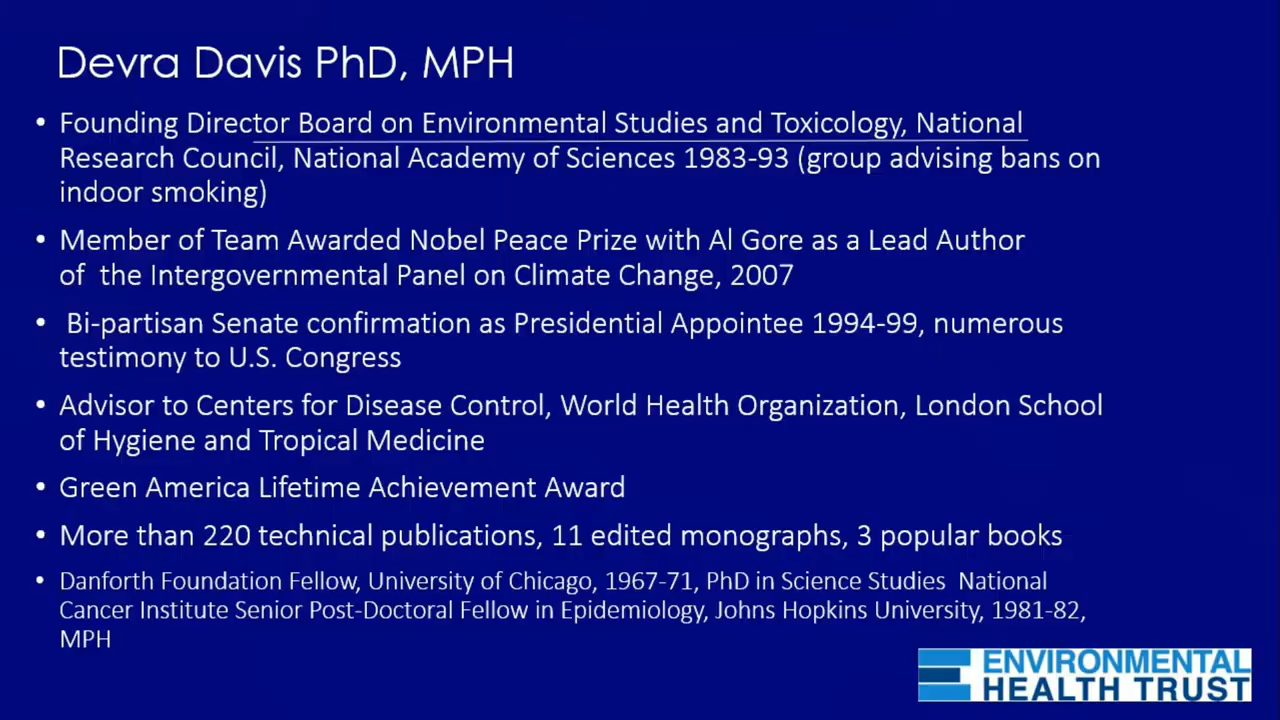 Devra Davis PhD, MPH
• Founding Director Board on Environmental Studies and Toxicology, National
Research Council, National Academy of Sciences 1983-93 (group advising bans on
indoor smoking)
• Member of Team Awarded Nobel Peace Prize with Al Gore as a Lead Author
of the Intergovernmental Panel on Climate Change, 2007
• Bi-partisan Senate confirmation as Presidential Appointee 1994-99, numerous
testimony to U.S. Congress
• Advisor to Centers for Disease Control, World Health Organization, London School
of Hygiene and Tropical Medicine
• Green America Lifetime Achievement Award
• More than 220 technical publications, 11 edited monographs, 3 popular books
• Danforth Foundation Fellow, University of Chicago, 1967-71, PhD in Science Studies National
Cancer Institute Senior Post-Doctoral Fellow in Epidemiology, Johns Hopkins University, 1981-82,
MPH
ENVIRONMENTAL
HEALTH TRUST